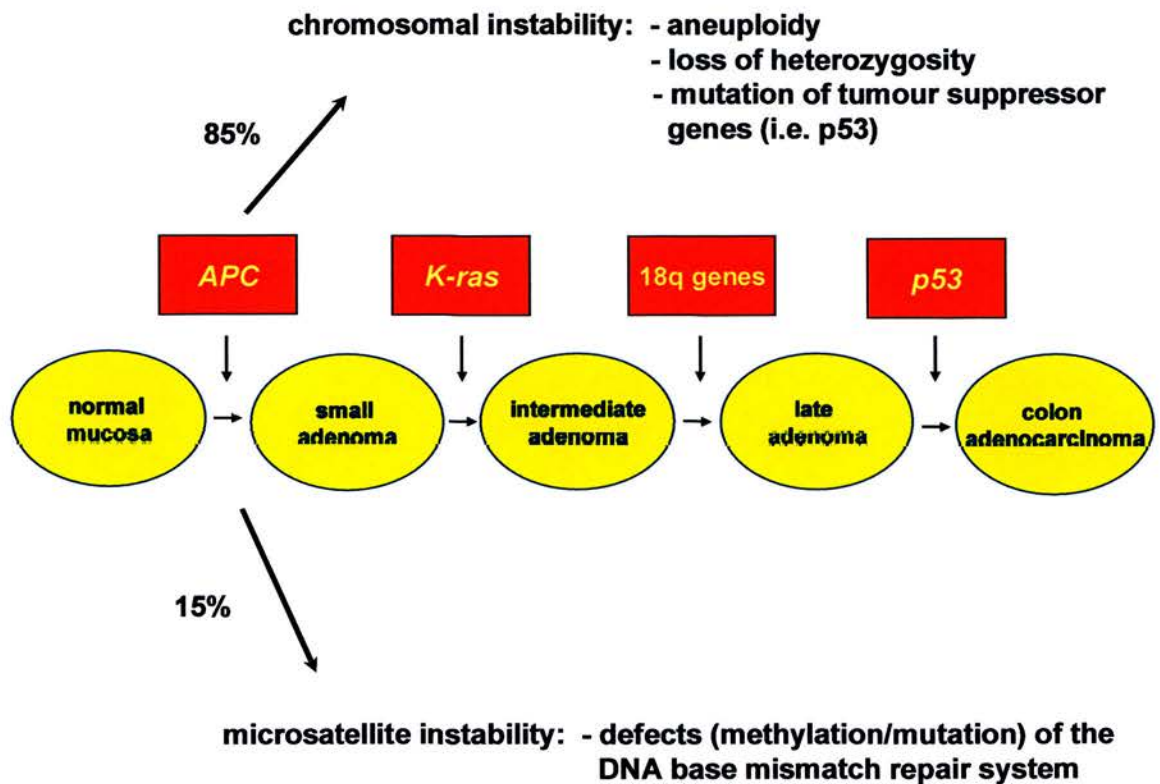 chromosomal instability: - aneuploidy
- loss of heterozygosity
- mutation of tumour suppressor
genes (i.e. p53)
85%
APC
K-ras
18q genes
p53
normal
mucosa
small
adenoma
intermediate
adenoma
late
adenoma
colon
adenocarcinoma
15%
microsatellite instability: - defects (methylation/mutation) of the
DNA base mismatch repair system